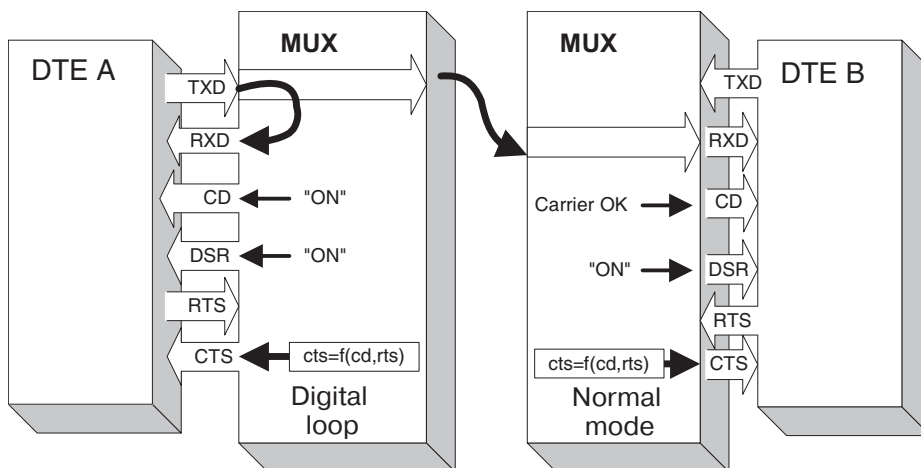 DTE A
MUX
TXD
RXD
CD
"ON"
DSR
"ON"
RTS
CTS
cts=f(cd,rts)
Digital
loop
MUX
DTE B
TXD
RXD
Carrier OK
CD
"ON"
DSR
RTS
cts=f(cd,rts)
CTS
Normal
mode